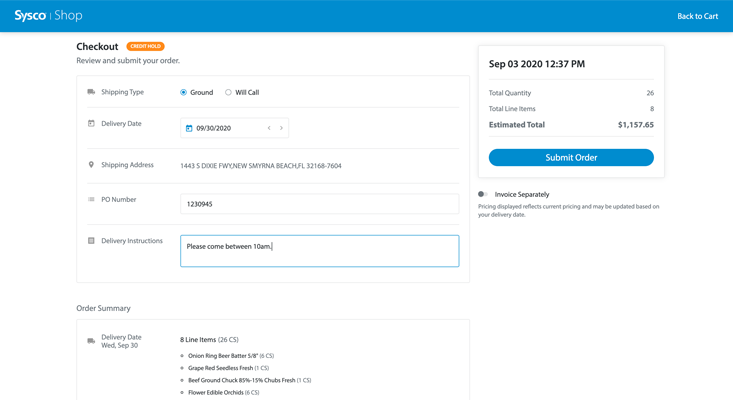 Sysco | Shop
Back to Cart
Checkout CREDIT HOLD
Review and submit your order.
Shipping Type Ground Will Call
Delivery Date 09/30/2020
Shipping Address 1443 S DIXIE FWY,NEW SMYRNA BEACH,FL 32168-7604
PO Number 1230945
Delivery Instructions Please come between 10am.
Sep 03 2020 12:37 PM
Total Quantity 26
Total Line Items 8
Estimated Total $1,157.65
Submit Order
Invoice Separately
Pricing displayed reflects current pricing and may be updated based on
your delivery date.
Order Summary
Delivery Date
Wed, Sep 30
8 Line Items (26 CS)
Onion Ring Beer Batter 5/8" (6 CS)
Grape Red Seedless Fresh (1 CS)
Beef Ground Chuck 85%-15% Chubs Fresh (1 CS)
Flower Edible Orchids (6 CS)